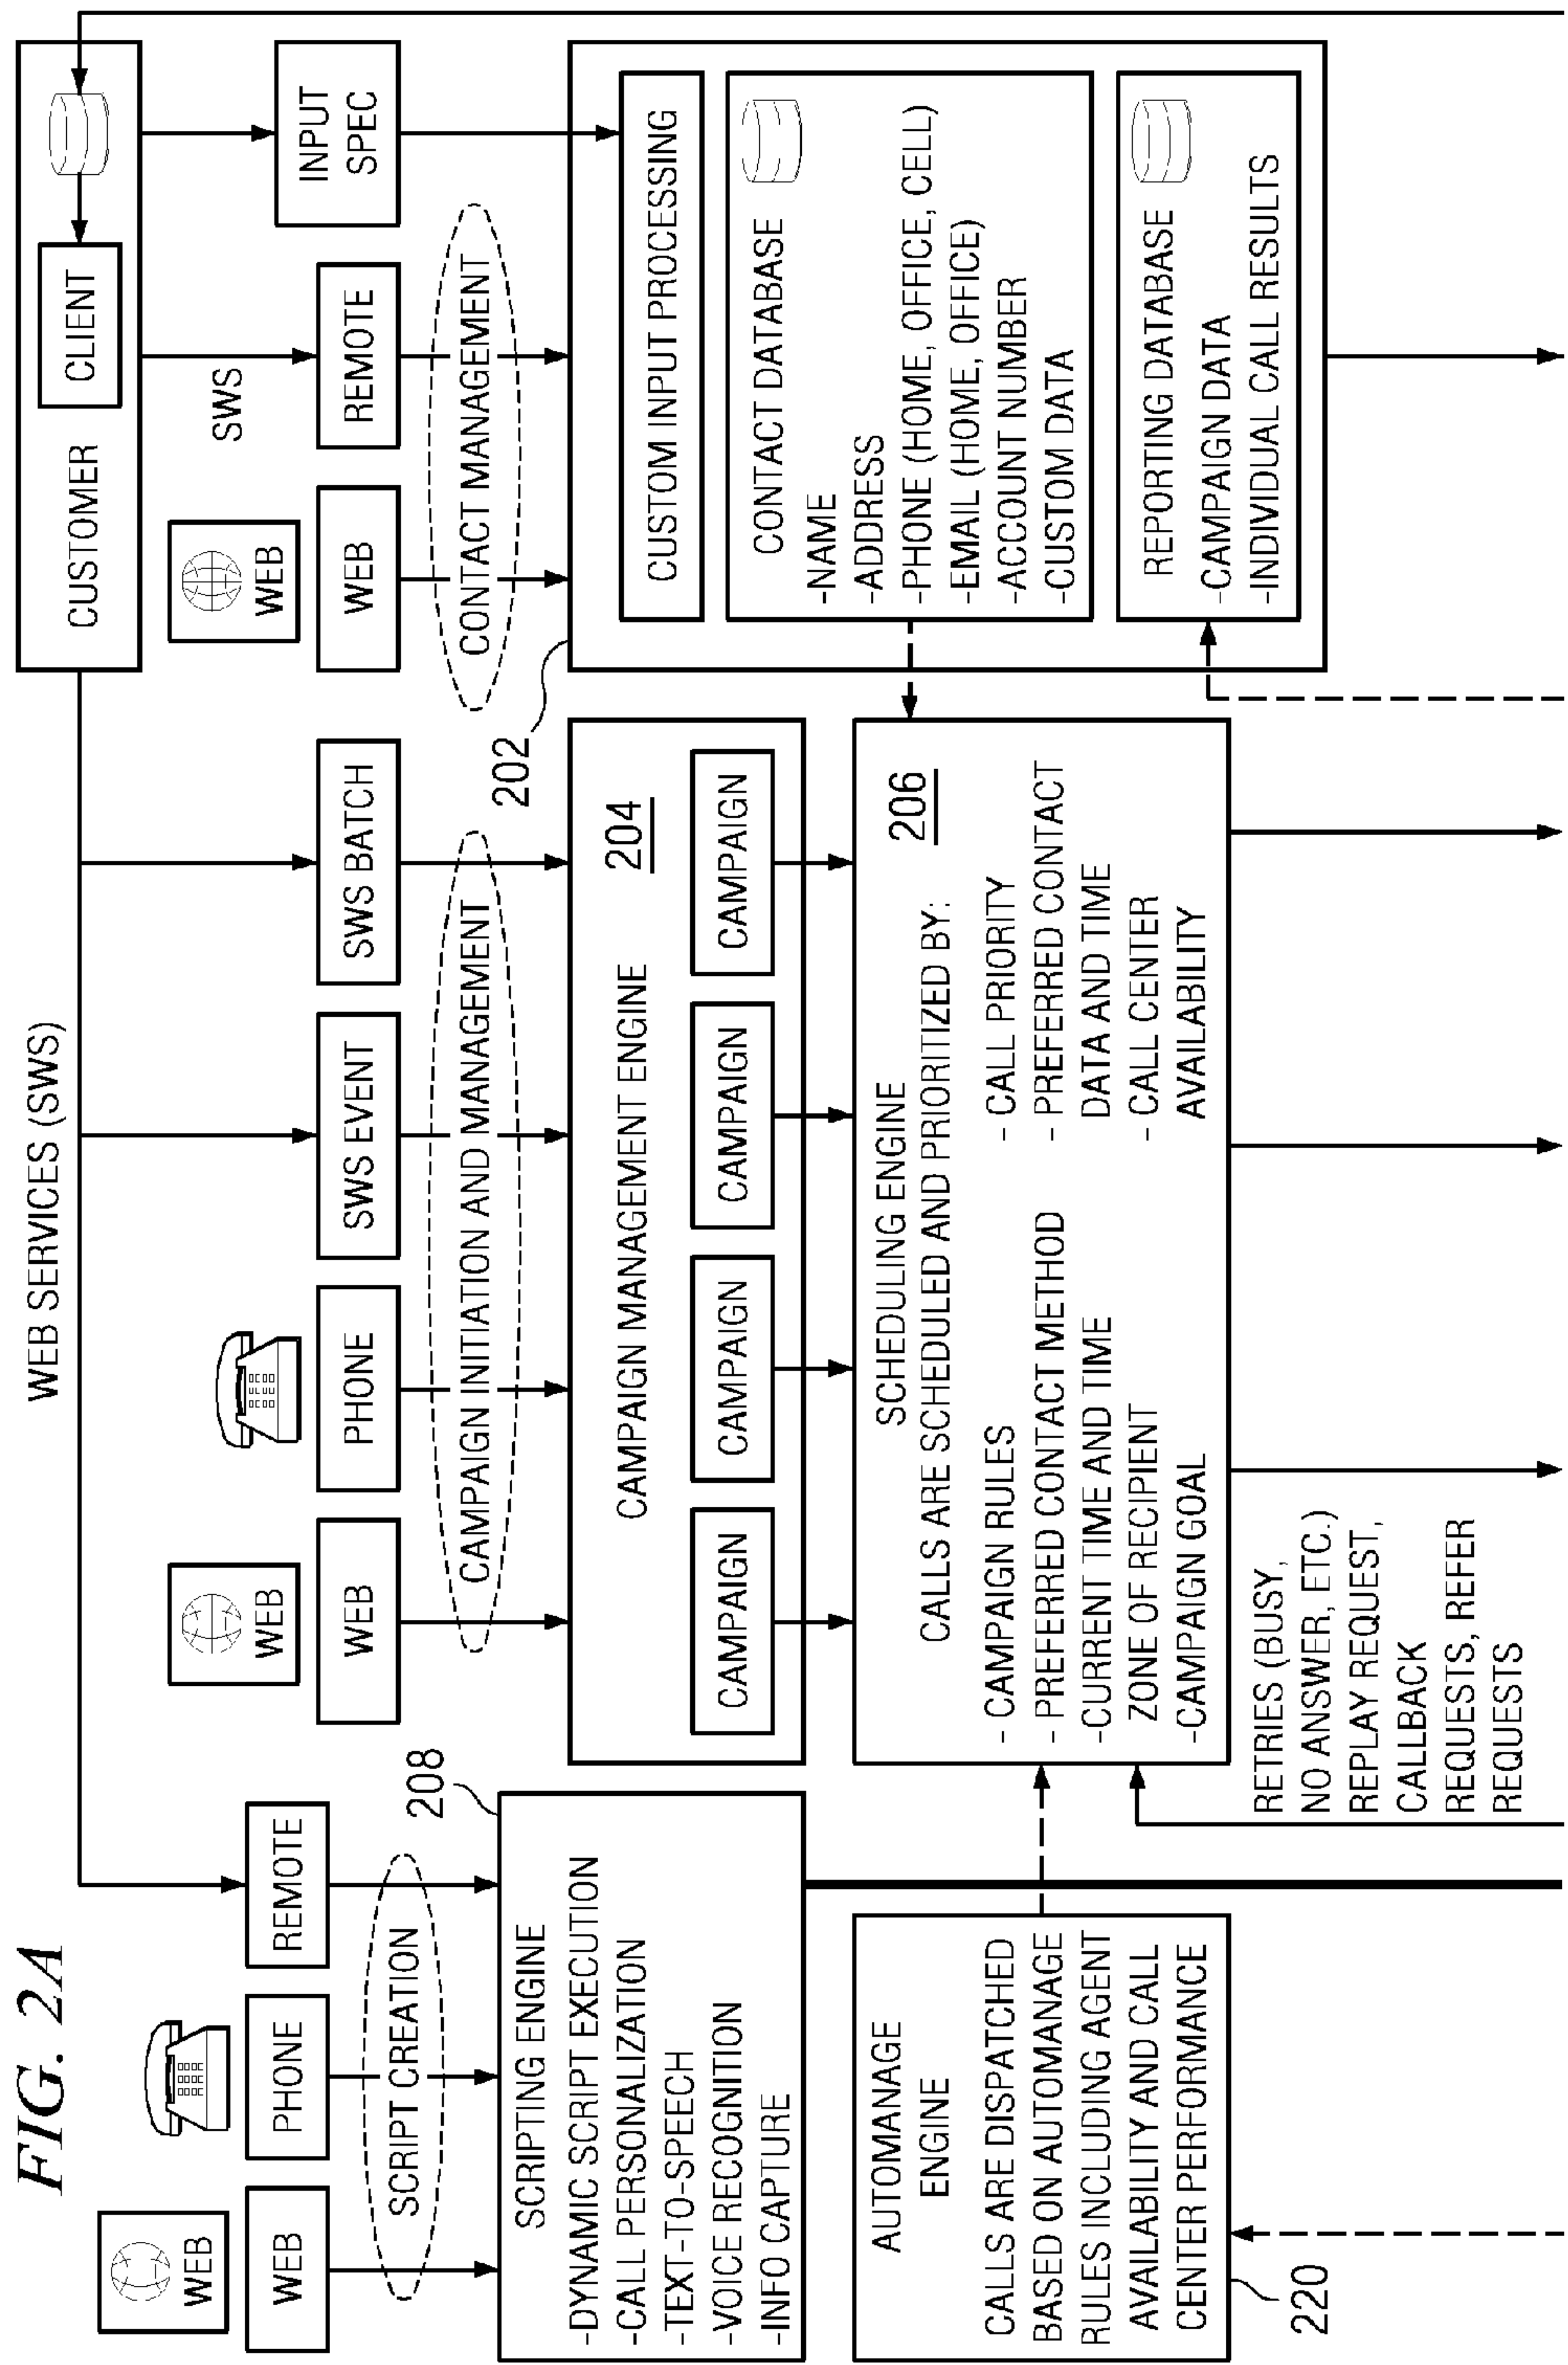 FIG. 2A
WEB SERVICES (SWS)
CUSTOMER
CLIENT
WEB
WEB
PHONE
REMOTE
SCRIPT CREATION
208
SCRIPTING ENGINE
-DYNAMIC SCRIPT EXECUTION
-CALL PERSONALIZATION
-TEXT-TO-SPEECH
-VOICE RECOGNITION
-INFO CAPTURE
WEB
WEB
PHONE
SWS EVENT
SWS BATCH
CAMPAIGN INITIATION AND MANAGEMENT
CAMPAIGN MANAGEMENT ENGINE
204
CAMPAIGN
CAMPAIGN
CAMPAIGN
CAMPAIGN
WEB
WEB
SWS
REMOTE
INPUT
SPEC
CONTACT MANAGEMENT
202
CUSTOM INPUT PROCESSING
CONTACT DATABASE
-NAME
-ADDRESS
-PHONE (HOME, OFFICE, CELL)
-EMAIL (HOME, OFFICE)
-ACCOUNT NUMBER
-CUSTOM DATA
REPORTING DATABASE
-CAMPAIGN DATA
-INDIVIDUAL CALL RESULTS
AUTOMANAGE
ENGINE
CALLS ARE DISPATCHED
BASED ON AUTOMANAGE
RULES INCLUDING AGENT
AVAILABILITY AND CALL
CENTER PERFORMANCE
220
SCHEDULING ENGINE
206
CALLS ARE SCHEDULED AND PRIORITIZED BY:
- CAMPAIGN RULES
- PREFERRED CONTACT METHOD
-CURRENT TIME AND TIME
ZONE OF RECIPIENT
-CAMPAIGN GOAL
- CALL PRIORITY
- PREFERRED CONTACT
DATA AND TIME
- CALL CENTER
AVAILABILITY
RETRIES (BUSY,
NO ANSWER, ETC.)
REPLAY REQUEST,
CALLBACK
REQUESTS, REFER
REQUESTS